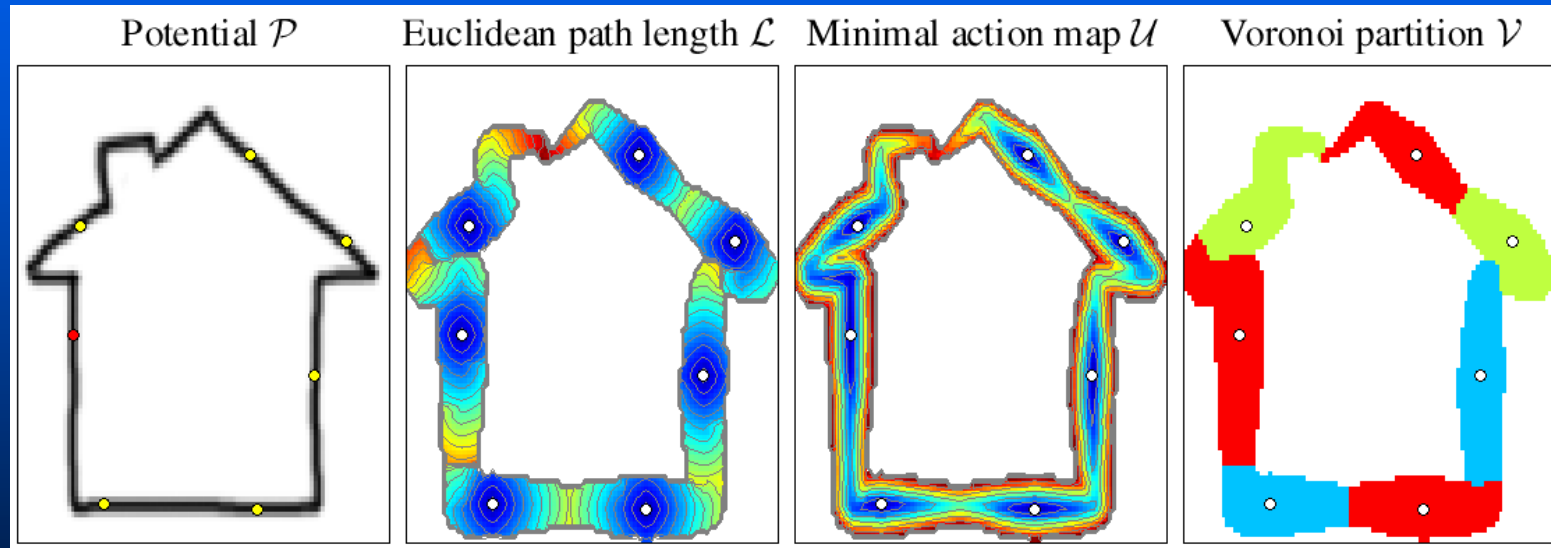 Potential 𝒫
Euclidean path length ℒ
Minimal action map 𝒰
Voronoi partition 𝒱